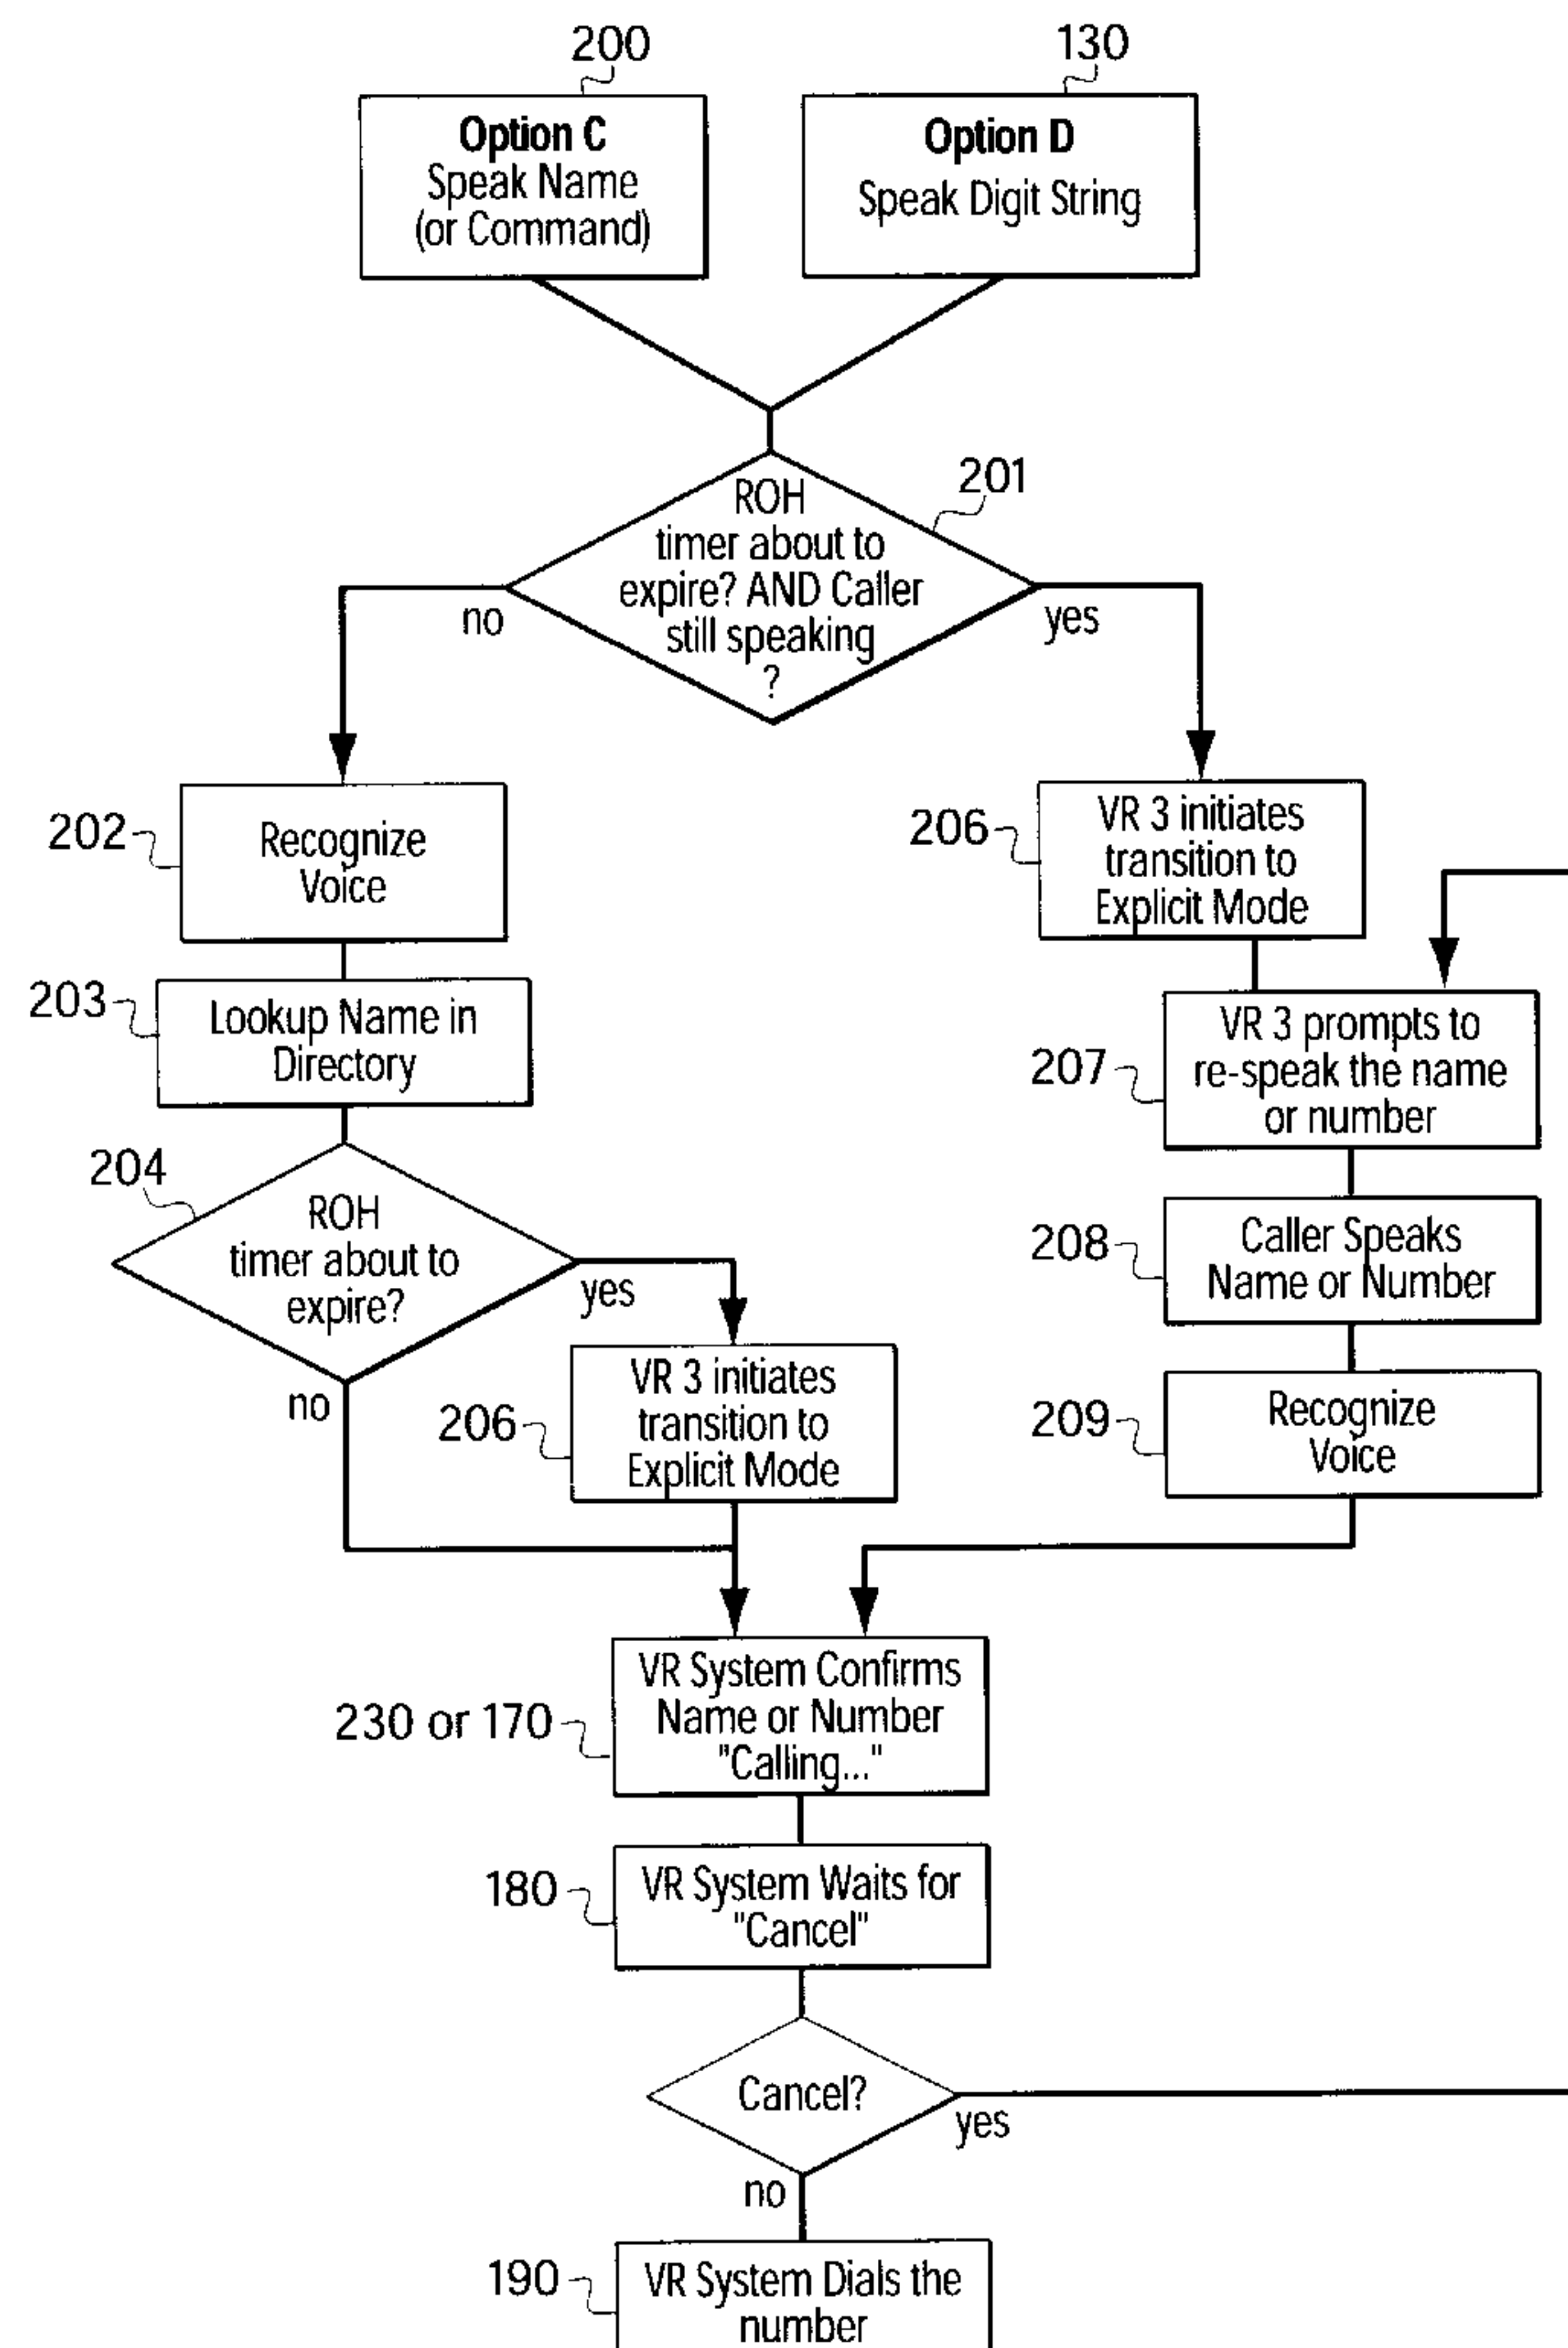 200
130
Option C
Speak Name
(or Command)
Option D
Speak Digit String
201
ROH
timer about to
expire? AND Caller
still speaking
?
no
yes
202
Recognize
Voice
206
VR 3 initiates
transition to
Explicit Mode
203
Lookup Name in
Directory
207
VR 3 prompts to
re-speak the name
or number
204
ROH
timer about to
expire?
yes
no
208
Caller Speaks
Name or Number
206
VR 3 initiates
transition to
Explicit Mode
209
Recognize
Voice
230 or 170
VR System Confirms
Name or Number
"Calling..."
180
VR System Waits for
"Cancel"
Cancel?
yes
no
190
VR System Dials the
number